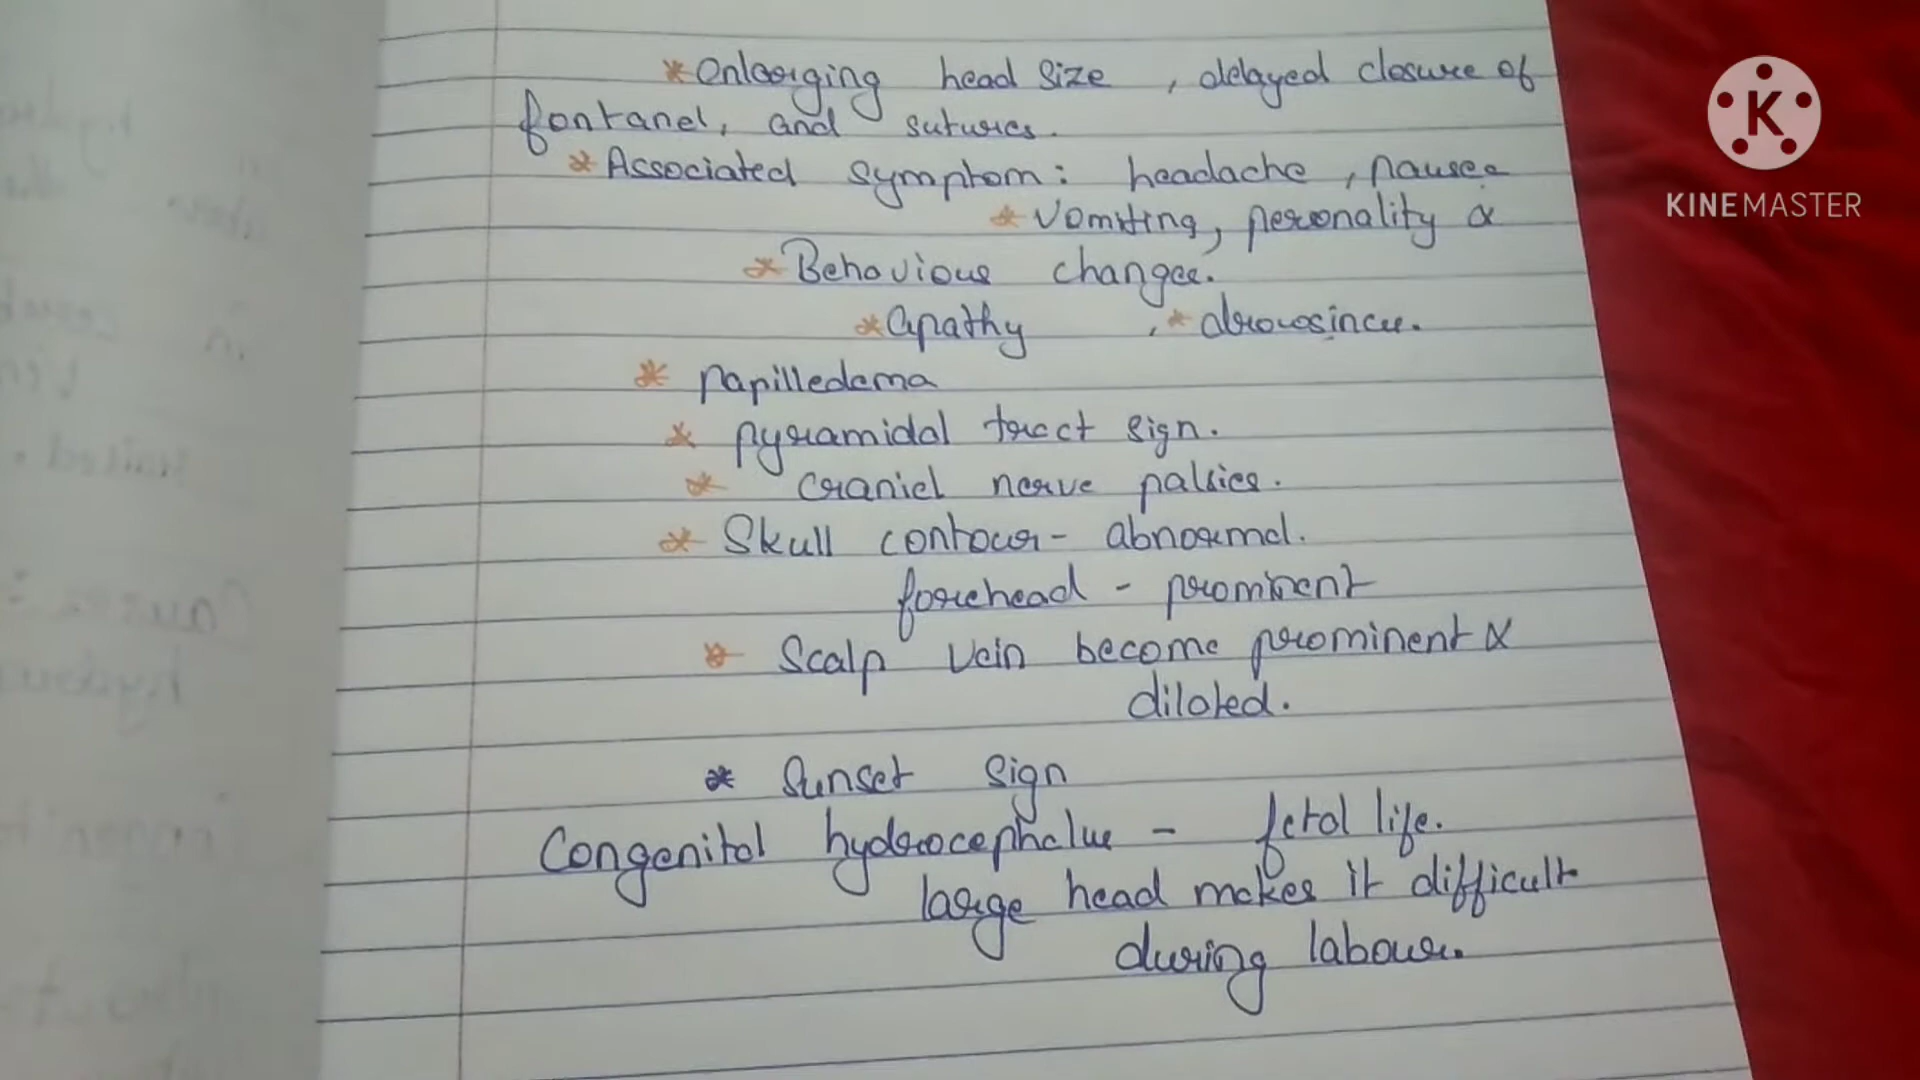 * Enlarging head size, delayed closure of
fontanel, and sutures.
* Associated symptom: headache, nausea
* Vomiting, personality &
* Behaviour changes.
* Apathy, * drowsiness.
* papilledema
* pyramidal tract sign.
* cranial nerve palsies.
* Skull contour - abnormal.
forehead - prominent
* Scalp vein become prominent &
dilated.
* Sunset sign
Congenital hydrocephalus - fetal life.
large head makes it difficult
during labour.
K
KINEMASTER